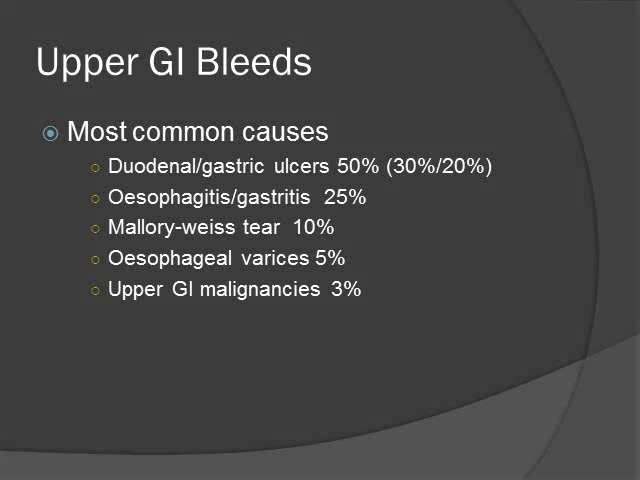 Upper GI Bleeds
Most common causes
Duodenal/gastric ulcers 50% (30%/20%)
Oesophagitis/gastritis 25%
Mallory-weiss tear 10%
Oesophageal varices 5%
Upper GI malignancies 3%